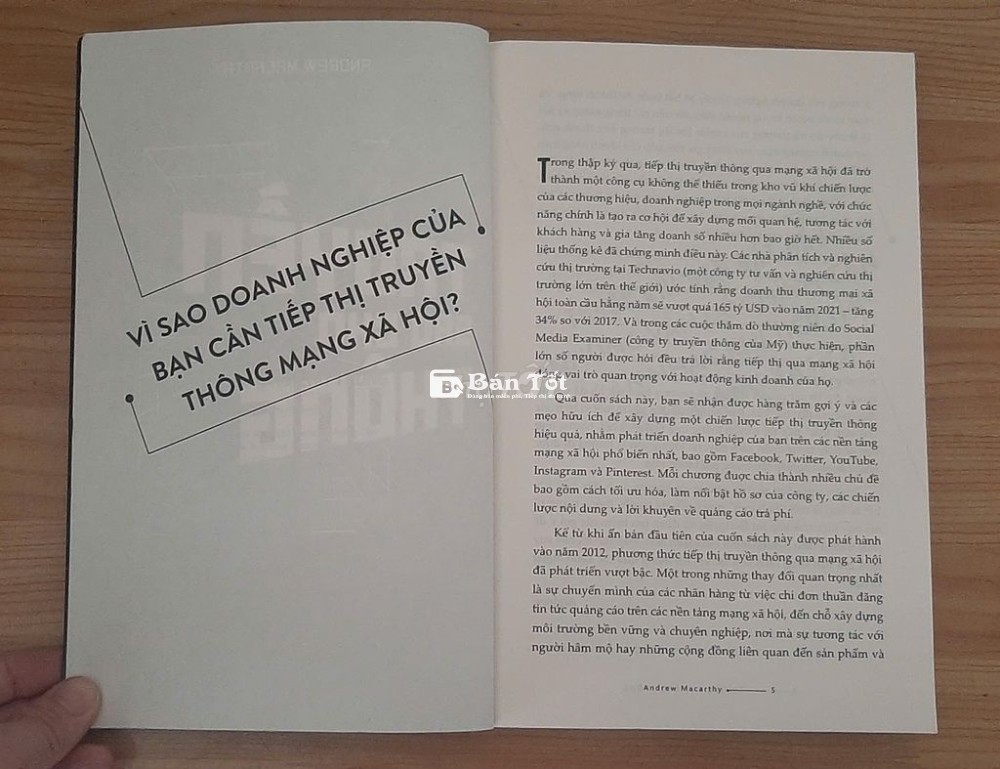 VÌ SAO DOANH NGHIỆP CỦA
BẠN CẦN TIẾP THỊ TRUYỀN
THÔNG MẠNG XÃ HỘI?
Trong thập kỷ qua, tiếp thị truyền thông qua mạng xã hội đã trở
thành một công cụ không thể thiếu trong kho vũ khí chiến lược
của các thương hiệu, doanh nghiệp trong mọi ngành nghề, với chức
năng chính là tạo ra cơ hội để xây dựng mối quan hệ, tương tác với
khách hàng và gia tăng doanh số nhiều hơn bao giờ hết. Nhiều số
liệu thống kê đã chứng minh điều này. Các nhà phân tích và nghiên
cứu thị trường tại Technavio (một công ty tư vấn và nghiên cứu thị
trường lớn trên thế giới) ước tính rằng doanh thu thương mại xã
hội toàn cầu hằng năm sẽ vượt quá 165 tỷ USD vào năm 2021 – tăng
34% so với 2017. Và trong các cuộc thăm dò thường niên do Social
Media Examiner (công ty truyền thông của Mỹ) thực hiện, phần
lớn số người được hỏi đều trả lời rằng tiếp thị qua mạng xã hội
đóng vai trò quan trọng với hoạt động kinh doanh của họ.
Bán Tốt
Qua cuốn sách này, bạn sẽ nhận được hàng trăm gợi ý và các
mẹo hữu ích để xây dựng một chiến lược tiếp thị truyền thông
hiệu quả, nhằm phát triển doanh nghiệp của bạn trên các nền tảng
mạng xã hội phổ biến nhất, bao gồm Facebook, Twitter, YouTube,
Instagram và Pinterest. Mỗi chương được chia thành nhiều chủ đề
bao gồm cách tối ưu hóa, làm nổi bật hồ sơ của công ty, các chiến
lược nội dung và lời khuyên về quảng cáo trả phí.
Kể từ khi ấn bản đầu tiên của cuốn sách này được phát hành
vào năm 2012, phương thức tiếp thị truyền thông qua mạng xã hội
đã phát triển vượt bậc. Một trong những thay đổi quan trọng nhất
là sự chuyển mình của các nhãn hàng từ việc chỉ đơn thuần đăng
tin tức quảng cáo trên các nền tảng mạng xã hội, đến chỗ xây dựng
môi trường bền vững và chuyên nghiệp, nơi mà sự tương tác với
người hâm mộ hay những cộng đồng liên quan đến sản phẩm và
Andrew Macarthy 5